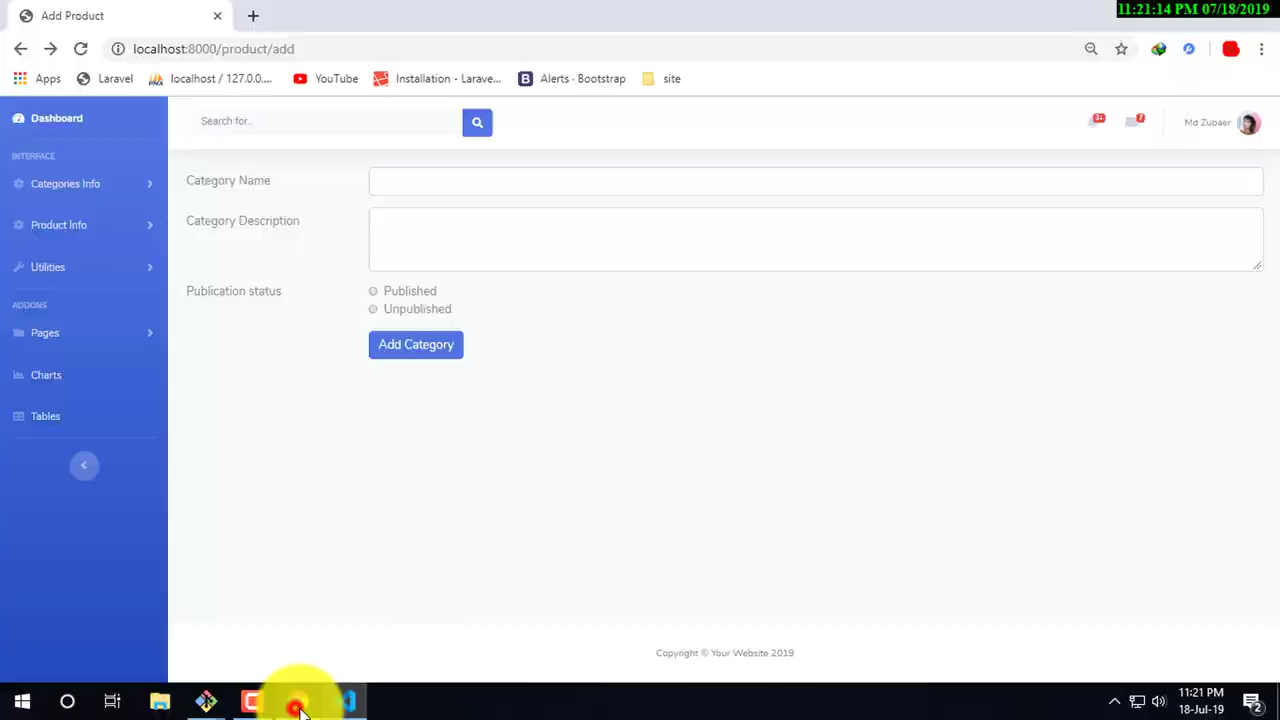 11:21:14 PM 07/18/2019
Add Product
localhost:8000/product/add
Apps
Laravel
localhost / 127.0.0....
YouTube
Installation - Larave...
B
Alerts · Bootstrap
site
Dashboard
Search for...
3+
7
Md Zubaer
INTERFACE
Categories Info
Product Info
Utilities
ADDONS
Pages
Charts
Tables
Category Name
Category Description
Publication status
Published
Unpublished
Add Category
Copyright © Your Website 2019
11:21 PM
18-Jul-19
2